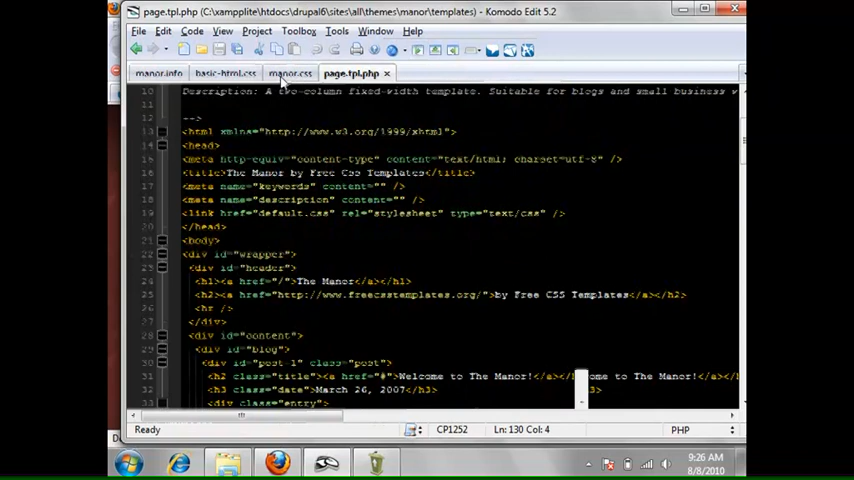 page.tpl.php (C:\xampplite\htdocs\drupal6\sites\all\themes\manor\templates) - Komodo Edit 5.2
File Edit Code View Project Toolbox Tools Window Help
manor.info basic-html.css manor.css page.tpl.php ×
10 Description: A two-column fixed-width template. Suitable for blogs and small business w
11
12 -->
13 <html xmlns="http://www.w3.org/1999/xhtml">
14 <head>
15 <meta http-equiv="content-type" content="text/html; charset=utf-8" />
16 <title>The Manor by Free Css Templates</title>
17 <meta name="keywords" content="" />
18 <meta name="description" content="" />
19 <link href="default.css" rel="stylesheet" type="text/css" />
20 </head>
21 <body>
22 <div id="wrapper">
23 <div id="header">
24 <h1><a href="/">The Manor</a></h1>
25 <h2><a href="http://www.freecsstemplates.org/">by Free CSS Templates</a></h2>
26 <hr />
27 </div>
28 <div id="content">
29 <div id="blog">
30 <div id="post-1" class="post">
31 <h2 class="title"><a href="#">Welcome to The Manor!</a></h ome to The Manor!</a></h
32 <h3 class="date">March 26, 2007</h3> 3>
33 <div class="entry">
Ready CP1252 Ln: 130 Col: 4 PHP
9:26 AM
8/8/2010